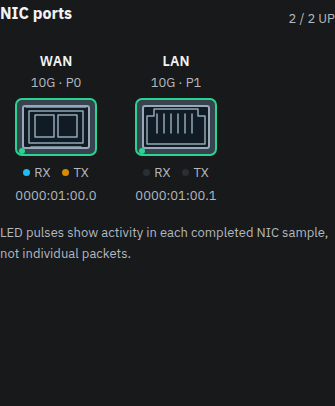 NIC ports
2 / 2 UP
WAN
LAN
10G · P0
10G · P1
RX TX
RX TX
0000:01:00.0
0000:01:00.1
LED pulses show activity in each completed NIC sample,
not individual packets.